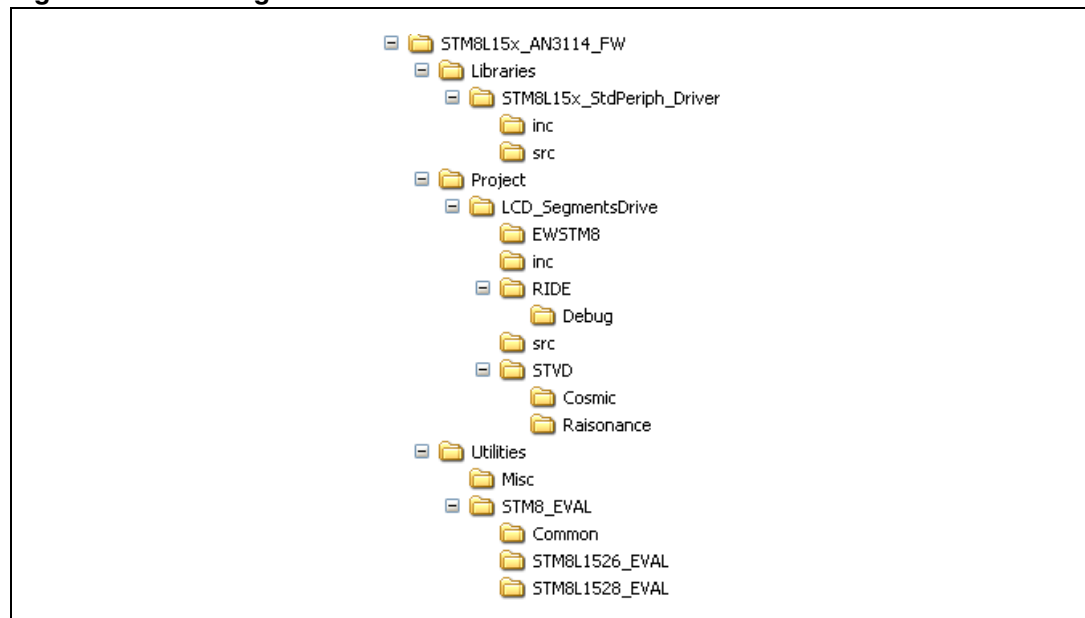 STM8L15x_AN3114_FW
Libraries
STM8L15x_StdPeriph_Driver
inc
src
Project
LCD_SegmentsDrive
EWSTM8
inc
RIDE
Debug
src
STVD
Cosmic
Raisonance
Utilities
Misc
STM8_EVAL
Common
STM8L1526_EVAL
STM8L1528_EVAL